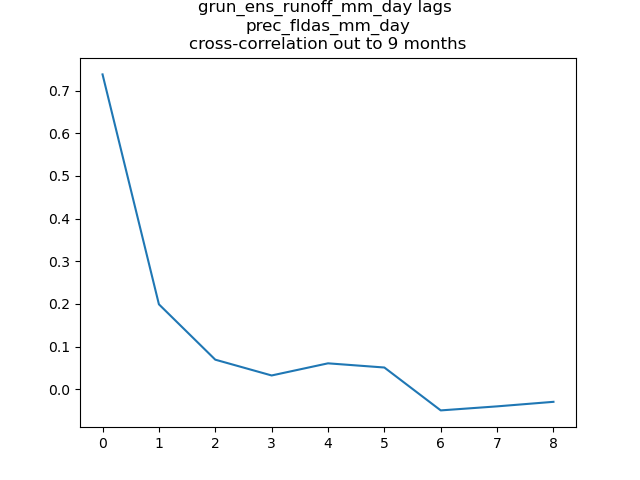 grun_ens_runoff_mm_day lags
prec_fldas_mm_day
cross-correlation out to 9 months
0.7
0.6
0.5
0.4
0.3
0.2
0.1
0.0
0 1 2 3 4 5 6 7 8